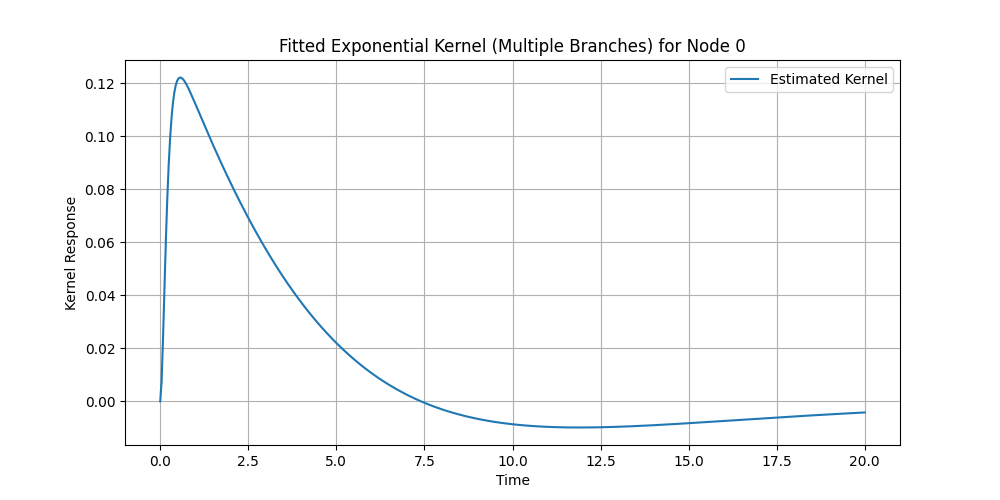 Fitted Exponential Kernel (Multiple Branches) for Node 0
Estimated Kernel
Kernel Response
0.12
0.10
0.08
0.06
0.04
0.02
0.00
0.0 2.5 5.0 7.5 10.0 12.5 15.0 17.5 20.0
Time